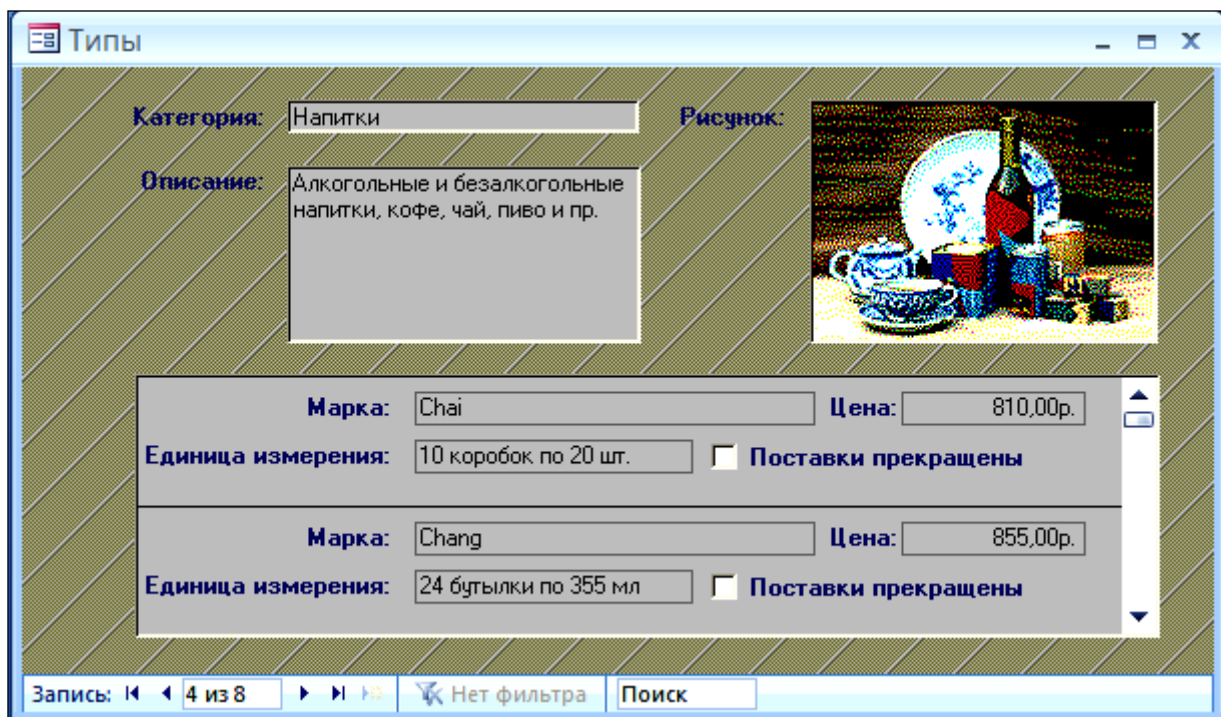 Типы
Категория: Напитки
Рисунок:
Описание: Алкогольные и безалкогольные
напитки, кофе, чай, пиво и пр.
Марка: Chai Цена: 810,00р.
Единица измерения: 10 коробок по 20 шт. Поставки прекращены
Марка: Chang Цена: 855,00р.
Единица измерения: 24 бутылки по 355 мл Поставки прекращены
Запись: 4 из 8 Нет фильтра Поиск